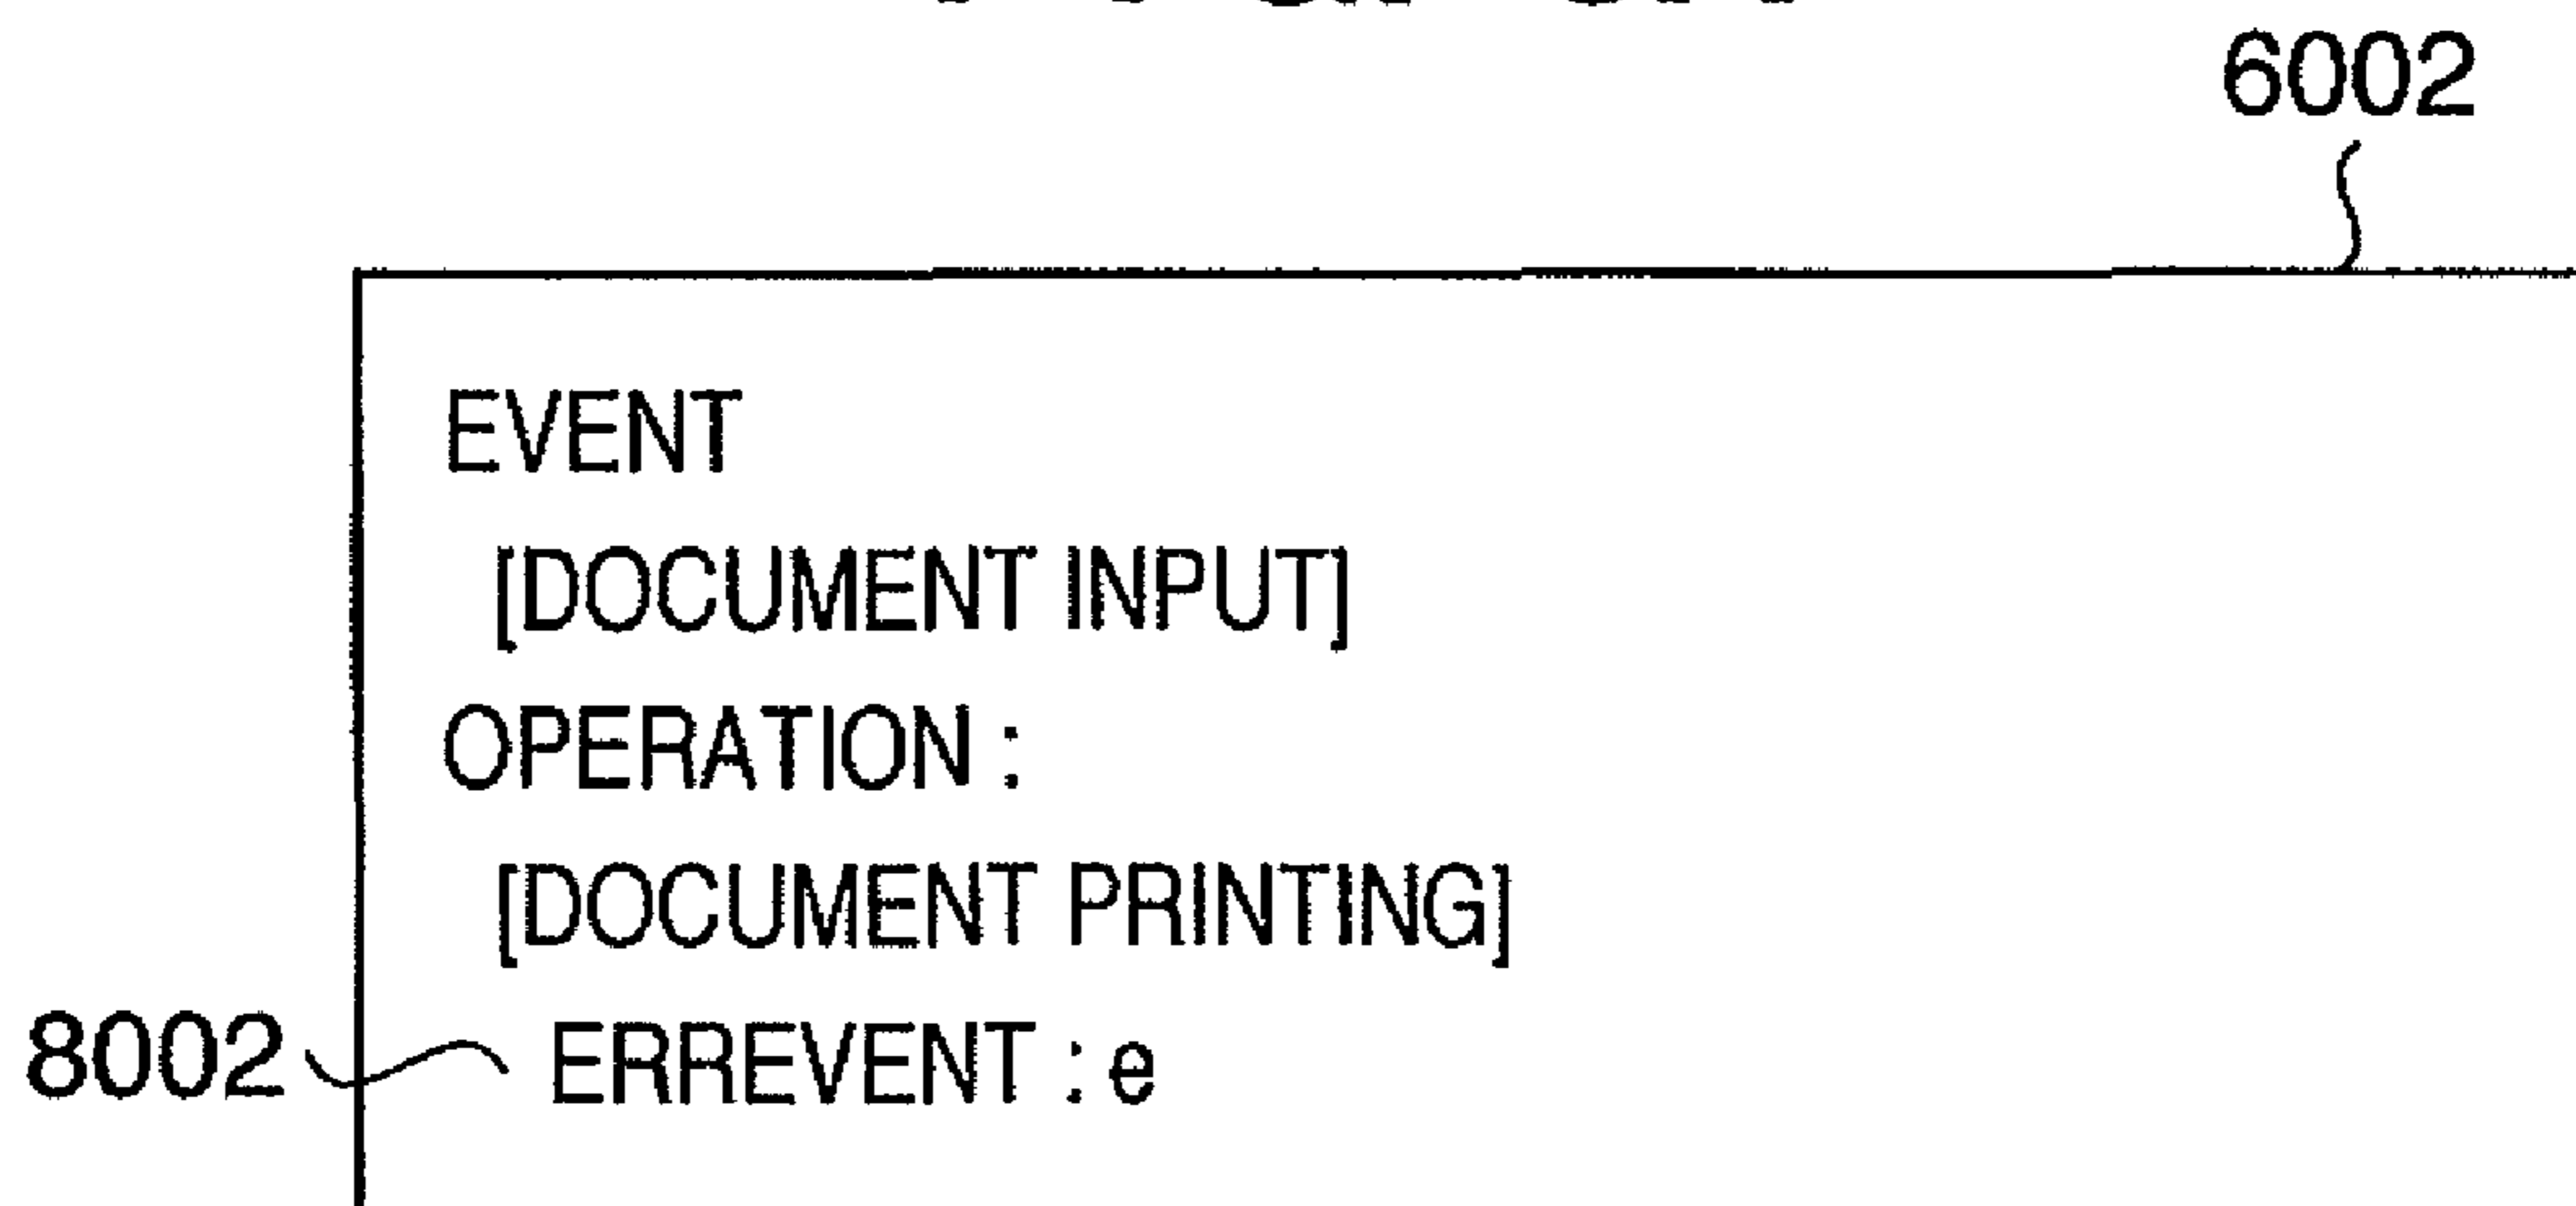 6002
EVENT
[DOCUMENT INPUT]
OPERATION :
[DOCUMENT PRINTING]
8002 ERREVENT : e